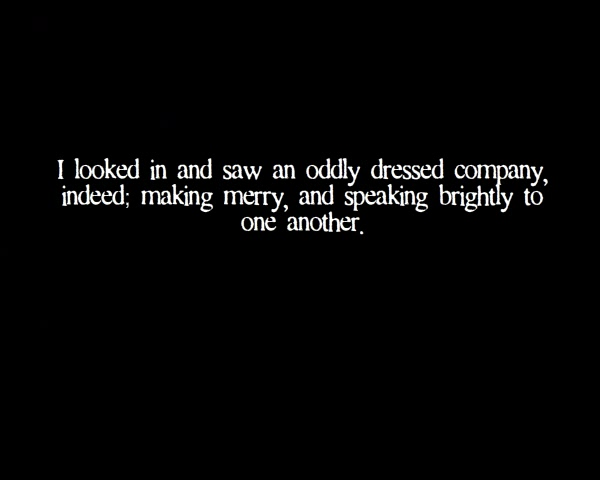 I looked in and saw an oddly dressed company,
indeed; making merry, and speaking brightly to
one another.